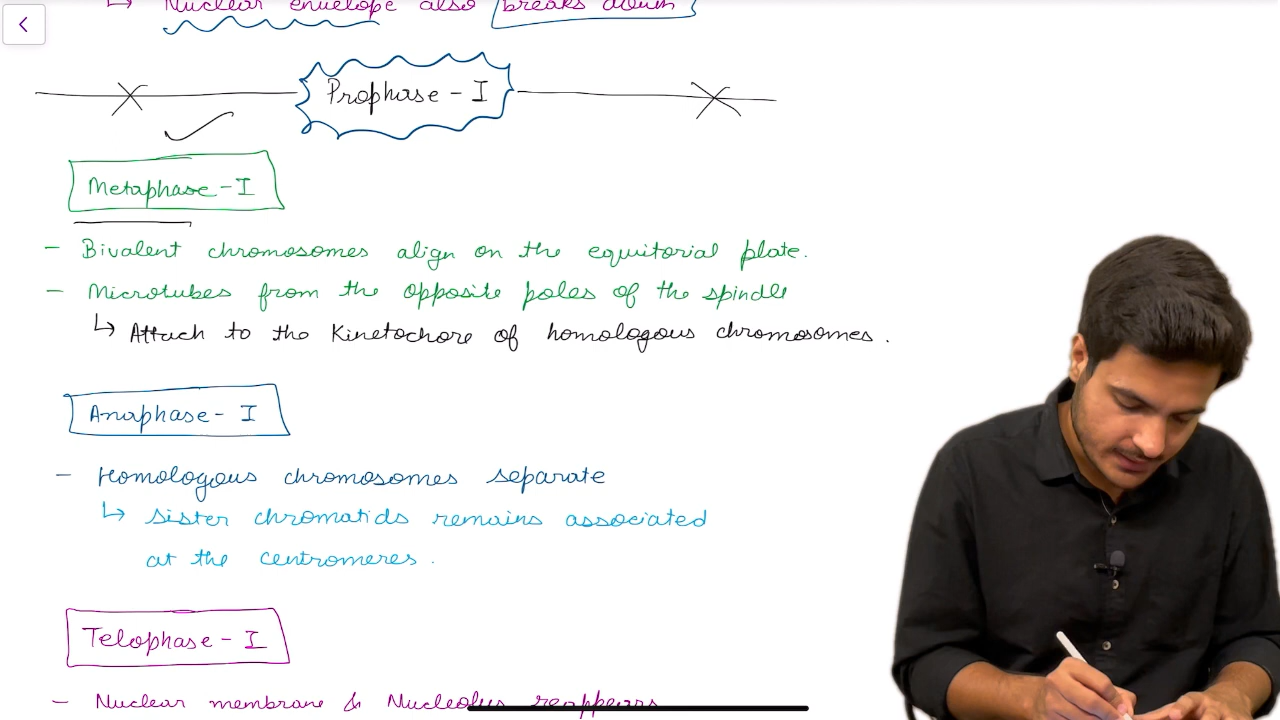 ↳ Nuclear envelope also breaks down
Prophase - I
Metaphase - I
- Bivalent chromosomes align on the equitorial plate.
- Microtubes from the opposite poles of the spindle
↳ Attach to the Kinetochore of homologous chromosomes.
Anaphase - I
- Homologous chromosomes separate
↳ Sister chromatids remains associated
at the centromeres.
Telophase - I
- Nuclear membrane & Nucleolus reappears